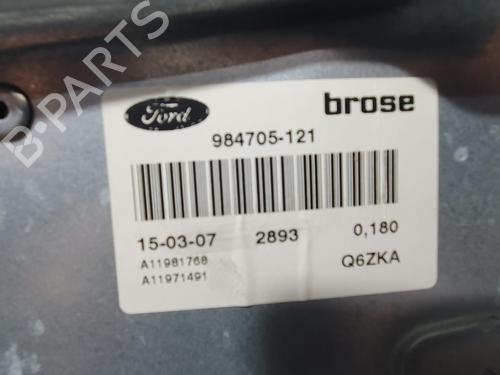 Ford brose
984705-121
15-03-07 2893 0,180
A11981768
A11971491 Q6ZKA
B-PARTS